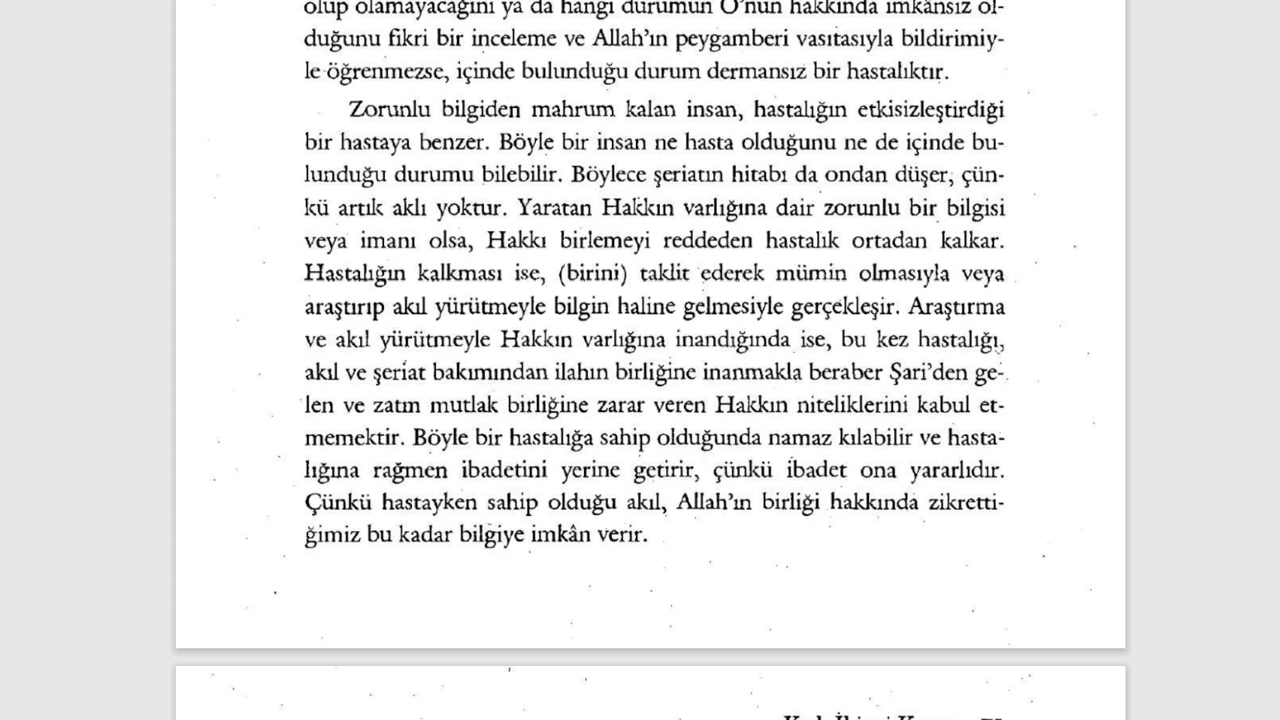 olup olamayacağını ya da hangi durumun O'nun hakkında imkânsız ol-
duğunu fikri bir inceleme ve Allah'ın peygamberi vasıtasıyla bildirimiy-
le öğrenmezse, içinde bulunduğu durum dermansız bir hastalıktır.
Zorunlu bilgiden mahrum kalan insan, hastalığın etkisizleştirdiği
bir hastaya benzer. Böyle bir insan ne hasta olduğunu ne de içinde bu-
lunduğu durumu bilebilir. Böylece şeriatın hitabı da ondan düşer, çün-
kü artık aklı yoktur. Yaratan Hakkın varlığına dair zorunlu bir bilgisi
veya imanı olsa, Hakkı birlemeyi reddeden hastalık ortadan kalkar.
Hastalığın kalkması ise, (birini) taklit ederek mümin olmasıyla veya
araştırıp akıl yürütmeyle bilgin haline gelmesiyle gerçekleşir. Araştırma
ve akıl yürütmeyle Hakkın varlığına inandığında ise, bu kez hastalığı,
akıl ve şeriat bakımından ilahın birliğine inanmakla beraber Şari'den ge-
len ve zatın mutlak birliğine zarar veren Hakkın niteliklerini kabul et-
memektir. Böyle bir hastalığa sahip olduğunda namaz kılabilir ve hasta-
lığına rağmen ibadetini yerine getirir, çünkü ibadet ona yararlıdır.
Çünkü hastayken sahip olduğu akıl, Allah'ın birliği hakkında zikretti-
ğimiz bu kadar bilgiye imkân verir.